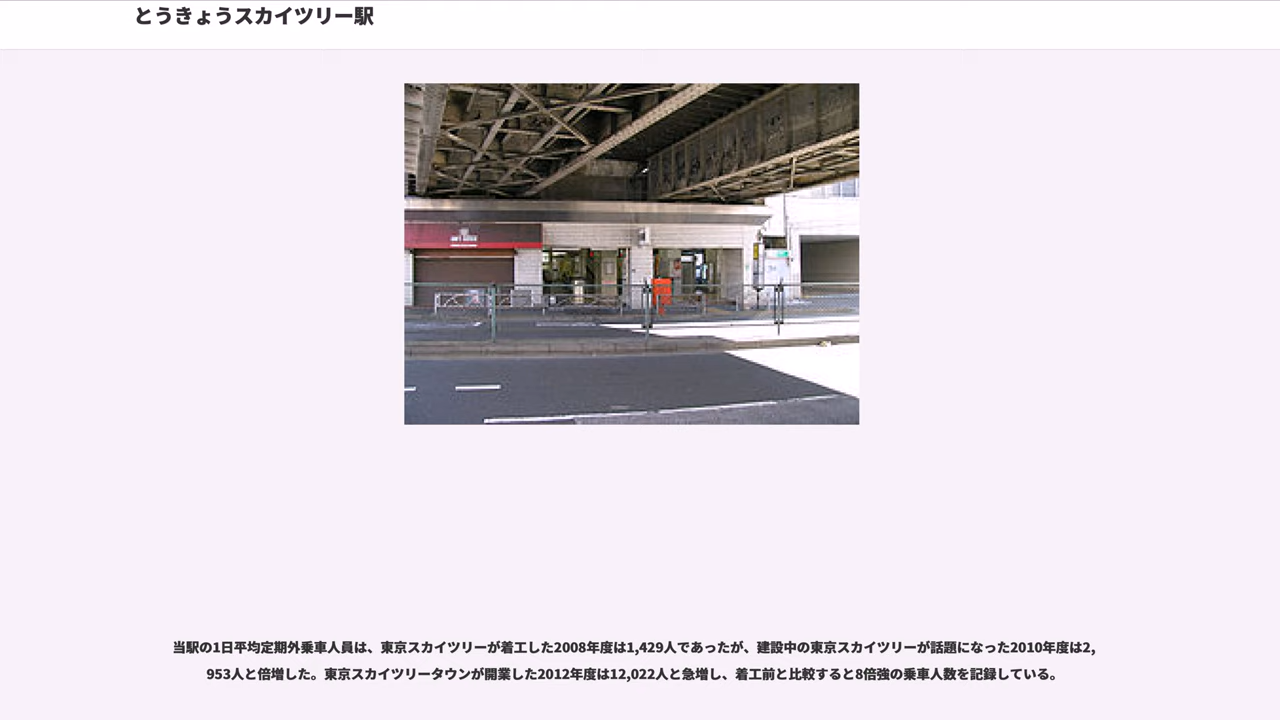 とうきょうスカイツリー駅
当駅の1日平均定期外乗車人員は、東京スカイツリーが着工した2008年度は1,429人であったが、建設中の東京スカイツリーが話題になった2010年度は2,
953人と倍増した。東京スカイツリータウンが開業した2012年度は12,022人と急増し、着工前と比較すると8倍強の乗車人数を記録している。